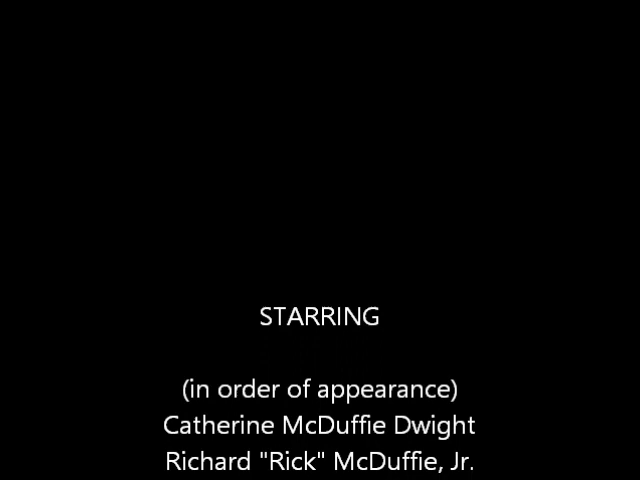 STARRING
(in order of appearance)
Catherine McDuffie Dwight
Richard "Rick" McDuffie, Jr.